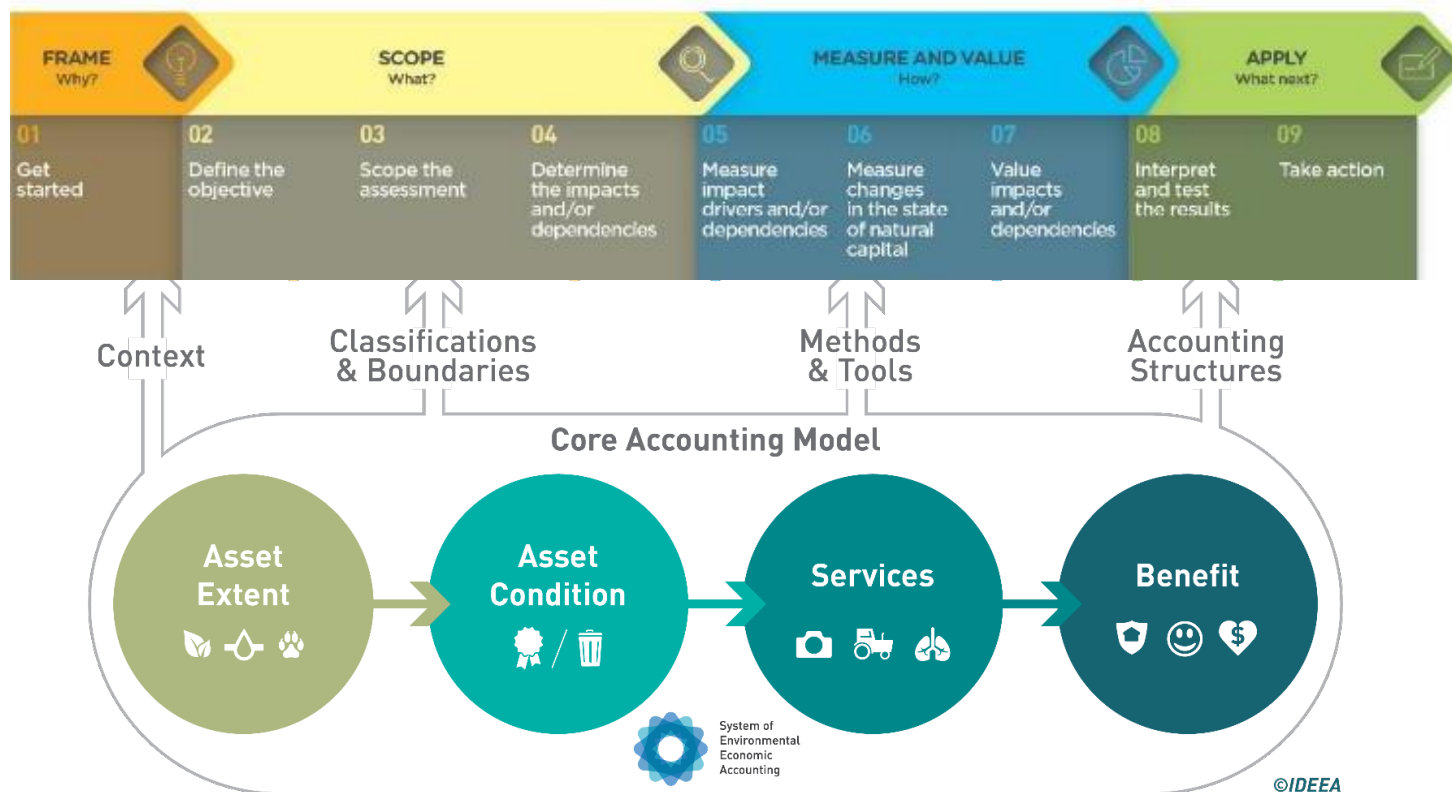 FRAME
Why?
SCOPE
What?
MEASURE AND VALUE
How?
APPLY
What next?
01
Get
started
02
Define the
objective
03
Scope the
assessment
04
Determine
the impacts
and/or
dependencies
05
Measure
impact
drivers and/or
dependencies
06
Measure
changes
in the state
of natural
capital
07
Value
impacts
and/or
dependencies
08
Interpret
and test
the results
09
Take action
Context
Classifications
& Boundaries
Methods
& Tools
Accounting
Structures
Core Accounting Model
Asset
Extent
Asset
Condition
Services
Benefit
$
System of
Environmental
Economic
Accounting
©IDEEA